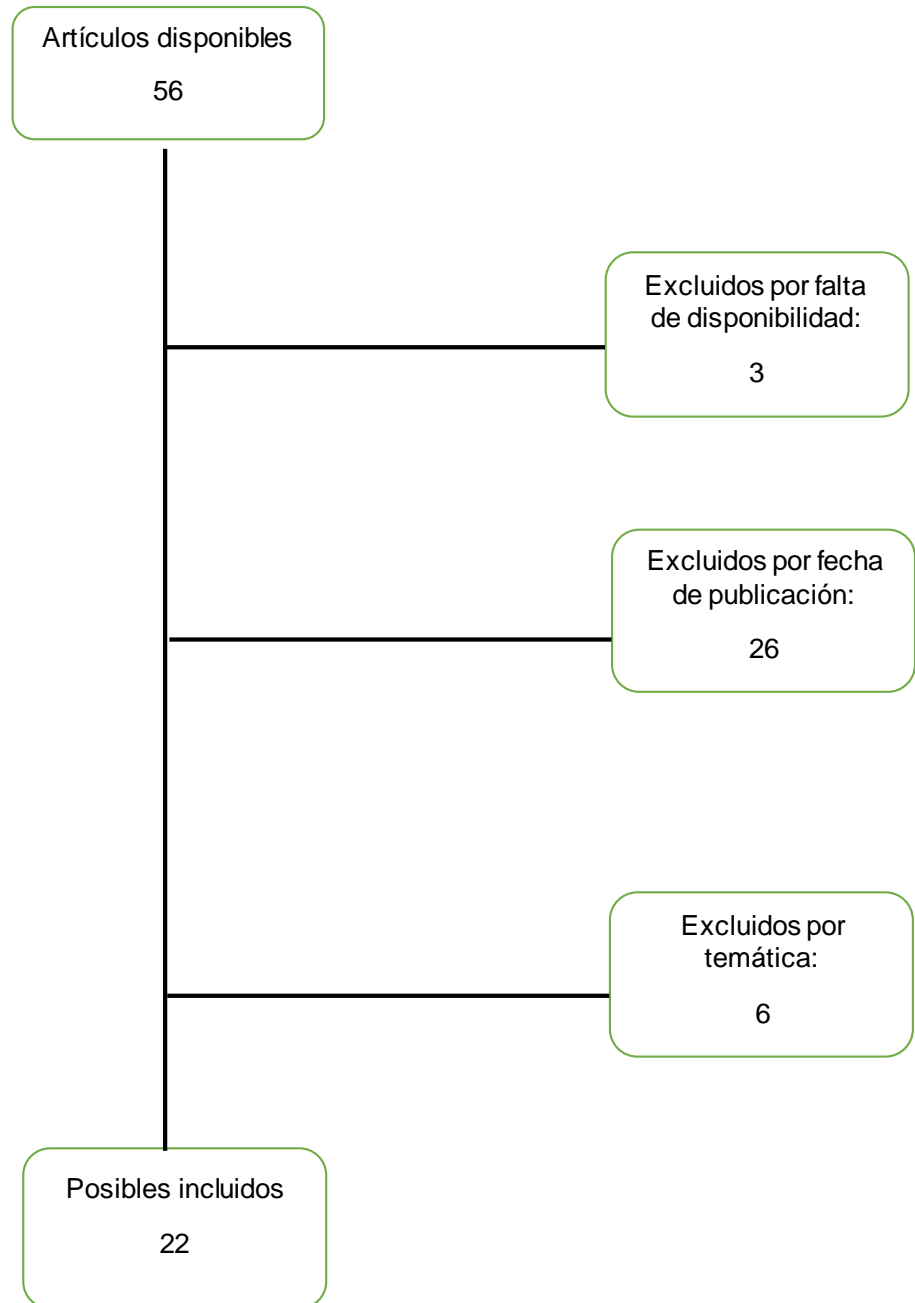 Artículos disponibles
56
Excluidos por falta
de disponibilidad:
3
Excluidos por fecha
de publicación:
26
Excluidos por
temática:
6
Posibles incluidos
22